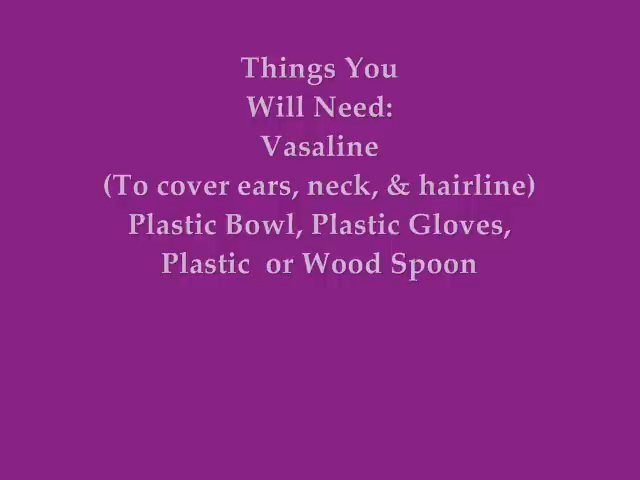 Things You
Will Need:
Vasaline
(To cover ears, neck, & hairline)
Plastic Bowl, Plastic Gloves,
Plastic  or Wood Spoon